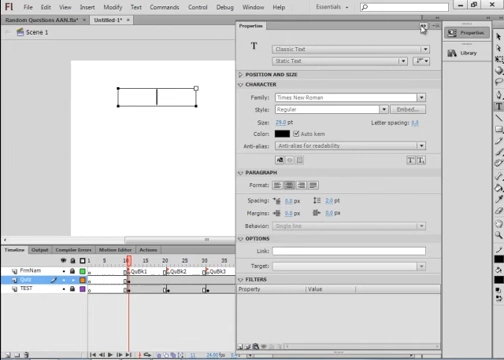 Fl File Edit View Insert Modify Text Commands Control Debug Window Help Essentials
Random Questions AAN.fla* × Untitled-1* ×
Scene 1
Properties
T Classic Text
Static Text
POSITION AND SIZE
CHARACTER
Family: Times New Roman
Style: Regular Embed...
Size: 29.0 pt Letter spacing: 0.0
Color: Auto kern
Anti-alias: Anti-alias for readability
PARAGRAPH
Format:
Spacing: 0.0 px 2.0 pt
Margins: 0.0 px 0.0 px
Behavior: Single line
OPTIONS
Link:
Target:
FILTERS
Property Value
Properties
Library
Timeline Output Compiler Errors Motion Editor Actions
1 5 10 15 20 25 30 35
FrmNam QuBk1 QuBk2 QuBk3
Quiz
TEST